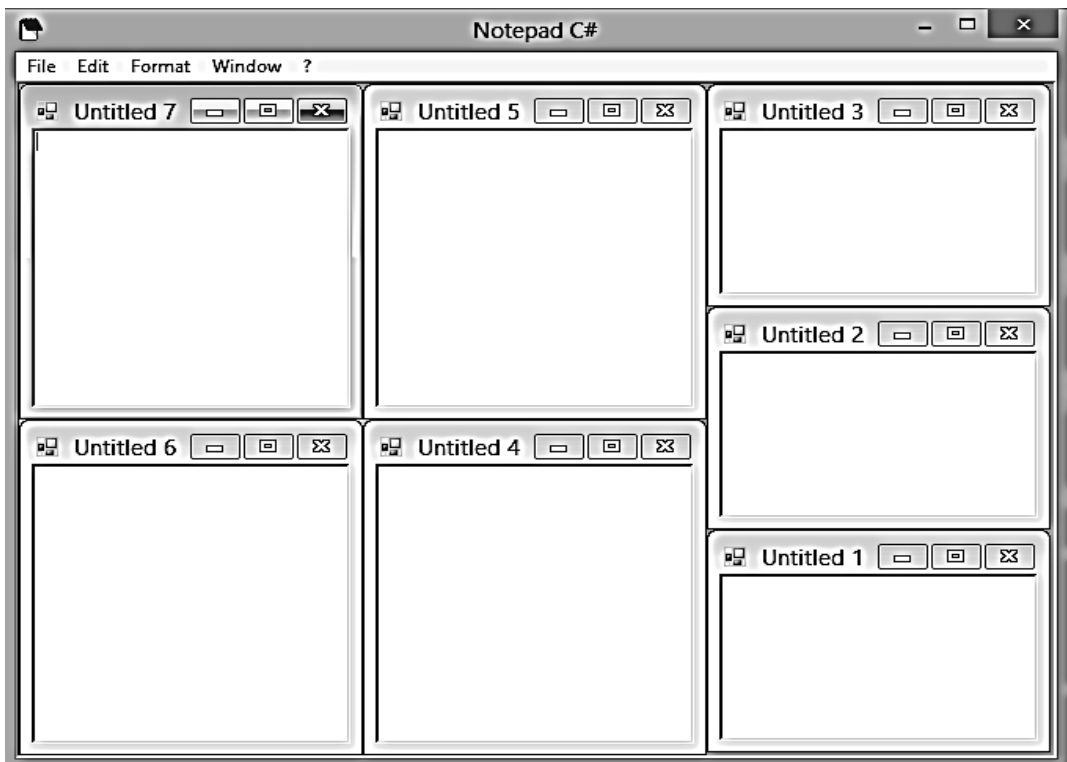 Notepad C#
File Edit Format Window ?
Untitled 7
Untitled 5
Untitled 3
Untitled 2
Untitled 6
Untitled 4
Untitled 1